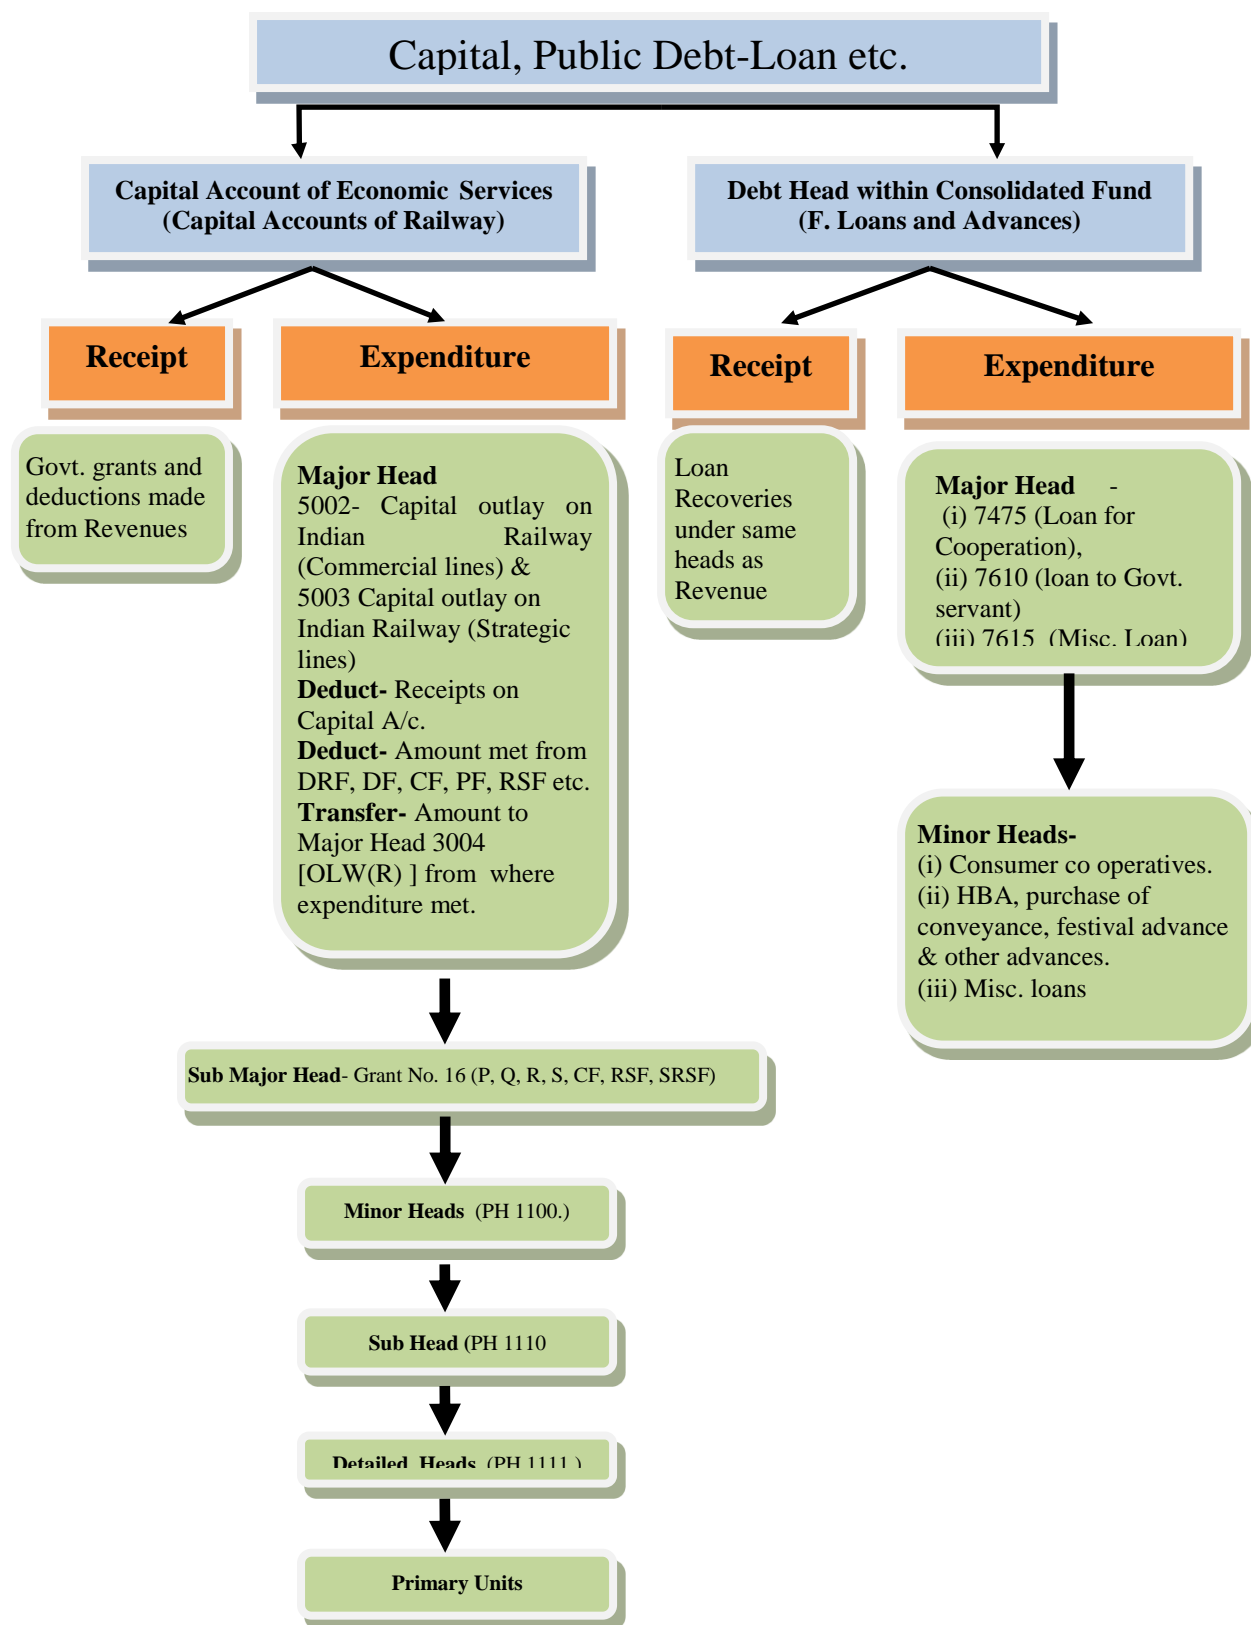 Capital, Public Debt-Loan etc.
Capital Account of Economic Services
(Capital Accounts of Railway)
Debt Head within Consolidated Fund
(F. Loans and Advances)
Receipt
Expenditure
Receipt
Expenditure
Govt. grants and
deductions made
from Revenues
Major Head
5002- Capital outlay on
Indian Railway
(Commercial lines) &
5003 Capital outlay on
Indian Railway (Strategic
lines)
Deduct- Receipts on
Capital A/c.
Deduct- Amount met from
DRF, DF, CF, PF, RSF etc.
Transfer- Amount to
Major Head 3004
[OLW(R) ] from where
expenditure met.
Loan
Recoveries
under same
heads as
Revenue
Major Head -
(i) 7475 (Loan for
Cooperation),
(ii) 7610 (loan to Govt.
servant)
(iii) 7615 (Misc. Loan)
Minor Heads-
(i) Consumer co operatives.
(ii) HBA, purchase of
conveyance, festival advance
& other advances.
(iii) Misc. loans
Sub Major Head- Grant No. 16 (P, Q, R, S, CF, RSF, SRSF)
Minor Heads (PH 1100.)
Sub Head (PH 1110
Detailed Heads (PH 1111.)
Primary Units